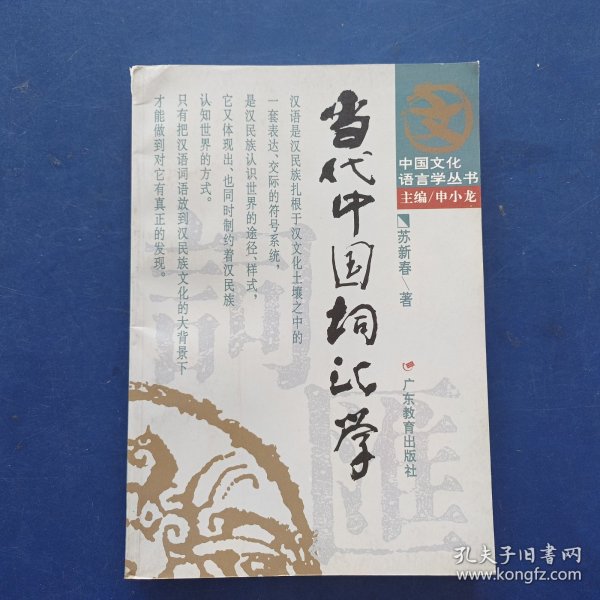 中国文化
语言学丛书
主编/申小龙
苏新春\著
当代中国词汇学
汉语是汉民族扎根于汉文化土壤之中的
一套表达、交际的符号系统，
是汉民族认识世界的途径、样式，
它又体现出、也同时制约着汉民族
认知世界的方式。
只有把汉语词语放到汉民族文化的大背景下
才能做到对它有真正的发现。
广东教育出版社
词
汇
孔夫子旧书网
www.kongfz.com